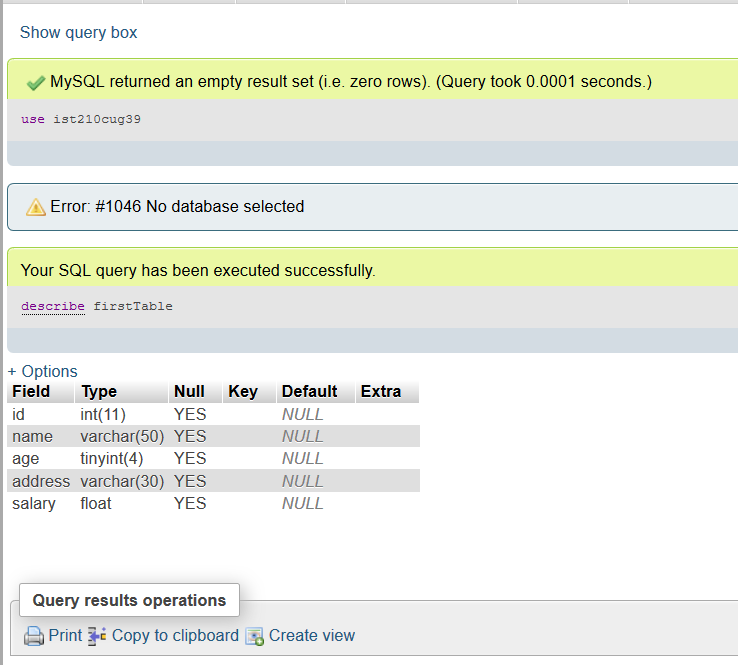 Show query box
MySQL returned an empty result set (i.e. zero rows). (Query took 0.0001 seconds.)
use ist210cug39
Error: #1046 No database selected
Your SQL query has been executed successfully.
describe firstTable
+ Options
Field Type Null Key Default Extra
id int(11) YES NULL
name varchar(50) YES NULL
age tinyint(4) YES NULL
address varchar(30) YES NULL
salary float YES NULL
Query results operations
Print Copy to clipboard Create view